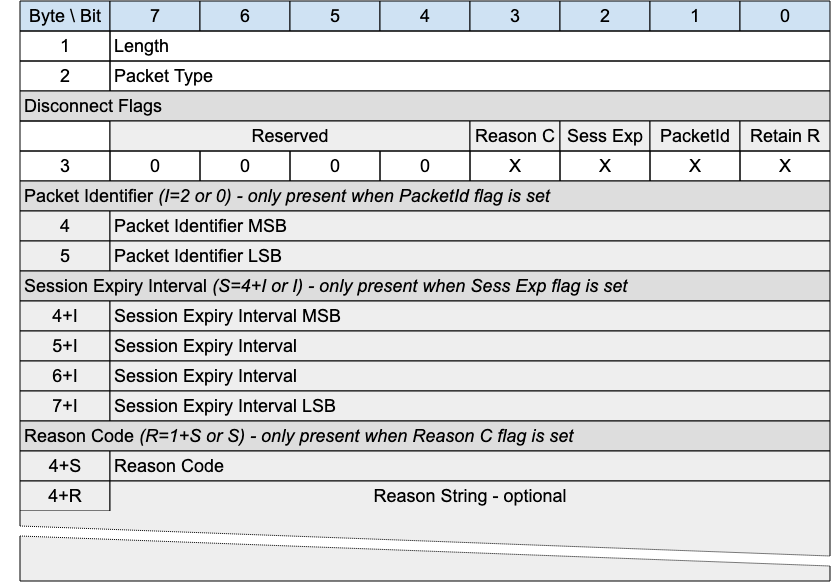 Byte \ Bit 7 6 5 4 3 2 1 0
1 Length
2 Packet Type
Disconnect Flags
Reserved Reason C Sess Exp PacketId Retain R
3 0 0 0 0 X X X X
Packet Identifier (I=2 or 0) - only present when PacketId flag is set
4 Packet Identifier MSB
5 Packet Identifier LSB
Session Expiry Interval (S=4+I or I) - only present when Sess Exp flag is set
4+I Session Expiry Interval MSB
5+I Session Expiry Interval
6+I Session Expiry Interval
7+I Session Expiry Interval LSB
Reason Code (R=1+S or S) - only present when Reason C flag is set
4+S Reason Code
4+R Reason String - optional